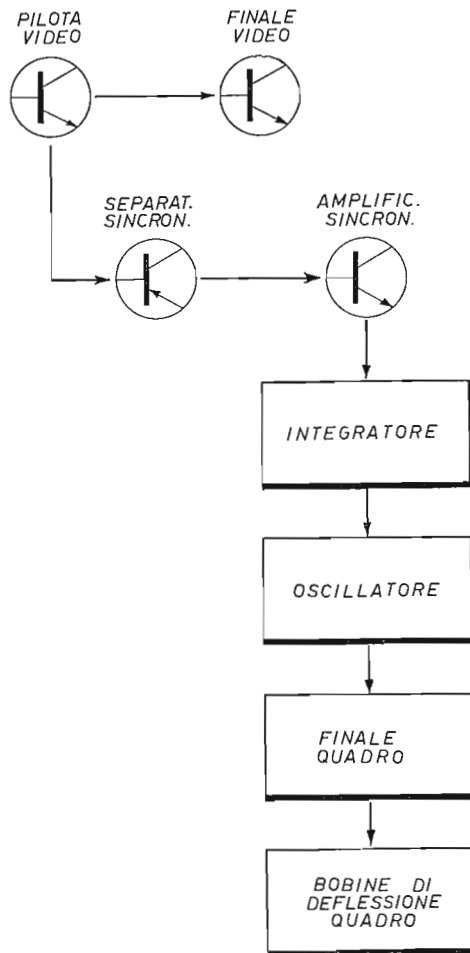 PILOTA
VIDEO
FINALE
VIDEO
SEPARAT.
SINCRON.
AMPLIFIC.
SINCRON.
INTEGRATORE
OSCILLATORE
FINALE
QUADRO
BOBINE DI
DEFLESSIONE
QUADRO